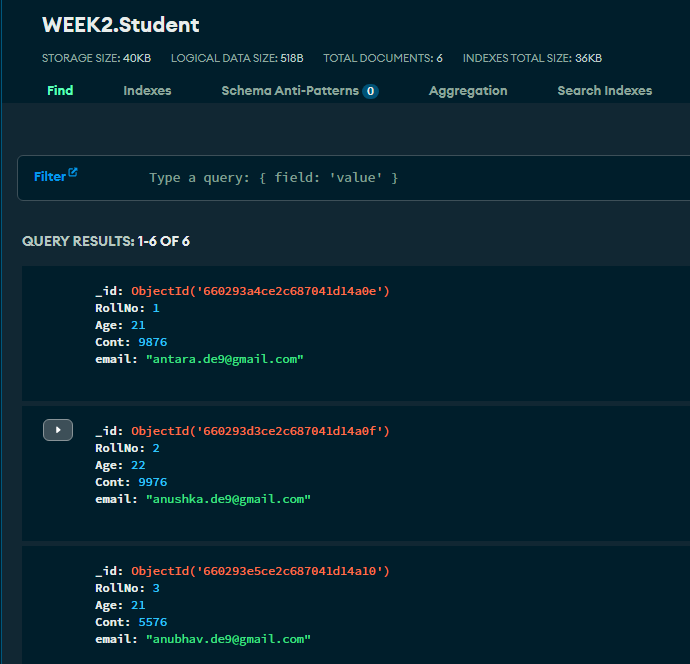 WEEK2.Student
STORAGE SIZE: 40KB LOGICAL DATA SIZE: 518B TOTAL DOCUMENTS: 6 INDEXES TOTAL SIZE: 36KB
Find Indexes Schema Anti-Patterns 0 Aggregation Search Indexes
Filter Type a query: { field: 'value' }
QUERY RESULTS: 1-6 OF 6
_id: ObjectId('660293a4ce2c687041d14a0e')
RollNo: 1
Age: 21
Cont: 9876
email: "antara.de9@gmail.com"
_id: ObjectId('660293d3ce2c687041d14a0f')
RollNo: 2
Age: 22
Cont: 9976
email: "anushka.de9@gmail.com"
_id: ObjectId('660293e5ce2c687041d14a10')
RollNo: 3
Age: 21
Cont: 5576
email: "anubhav.de9@gmail.com"